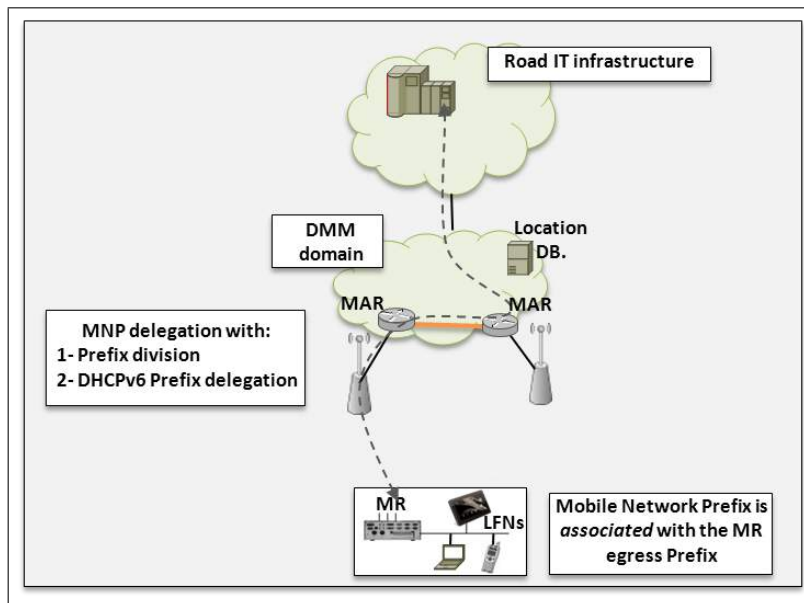 Road IT infrastructure
DMM
domain
Location
DB.
MAR
MAR
MNP delegation with:
1- Prefix division
2- DHCPv6 Prefix delegation
MR
LFNs
Mobile Network Prefix is
associated with the MR
egress Prefix